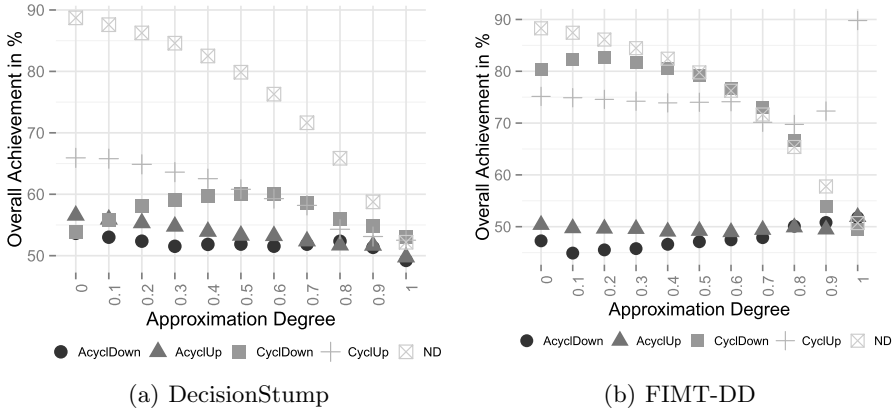 Overall Achievement in %
90
80
70
60
50
0 0.1 0.2 0.3 0.4 0.5 0.6 0.7 0.8 0.9 1
Approximation Degree
AcyclDown AcyclUp CyclDown CyclUp ND
(a) DecisionStump
Overall Achievement in %
90
80
70
60
50
0 0.1 0.2 0.3 0.4 0.5 0.6 0.7 0.8 0.9 1
Approximation Degree
AcyclDown AcyclUp CyclDown CyclUp ND
(b) FIMT-DD